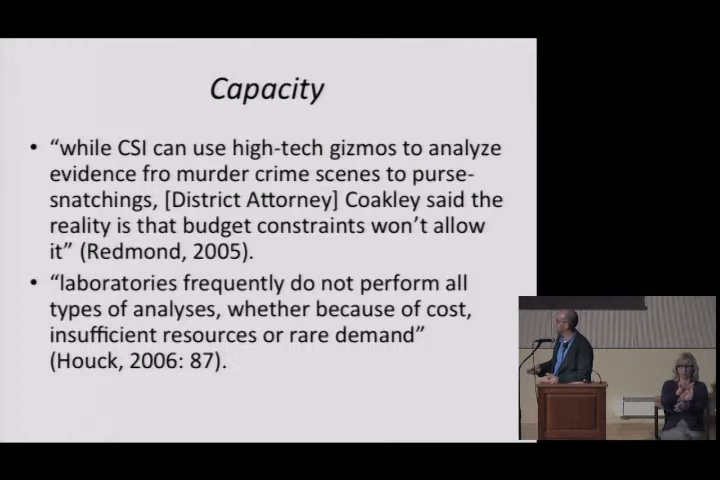 Capacity
• “while CSI can use high-tech gizmos to analyze
evidence fro murder crime scenes to purse-
snatchings, [District Attorney] Coakley said the
reality is that budget constraints won’t allow
it” (Redmond, 2005).
• “laboratories frequently do not perform all
types of analyses, whether because of cost,
insufficient resources or rare demand”
(Houck, 2006: 87).